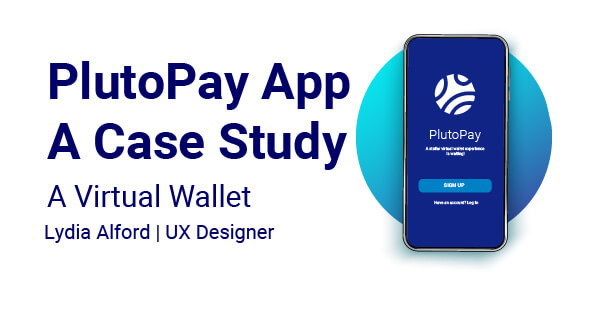 PlutoPay App
A Case Study
A Virtual Wallet
Lydia Alford | UX Designer
PlutoPay
A stellar virtual wallet experience
is waiting!
SIGN UP
Have an account? Log in